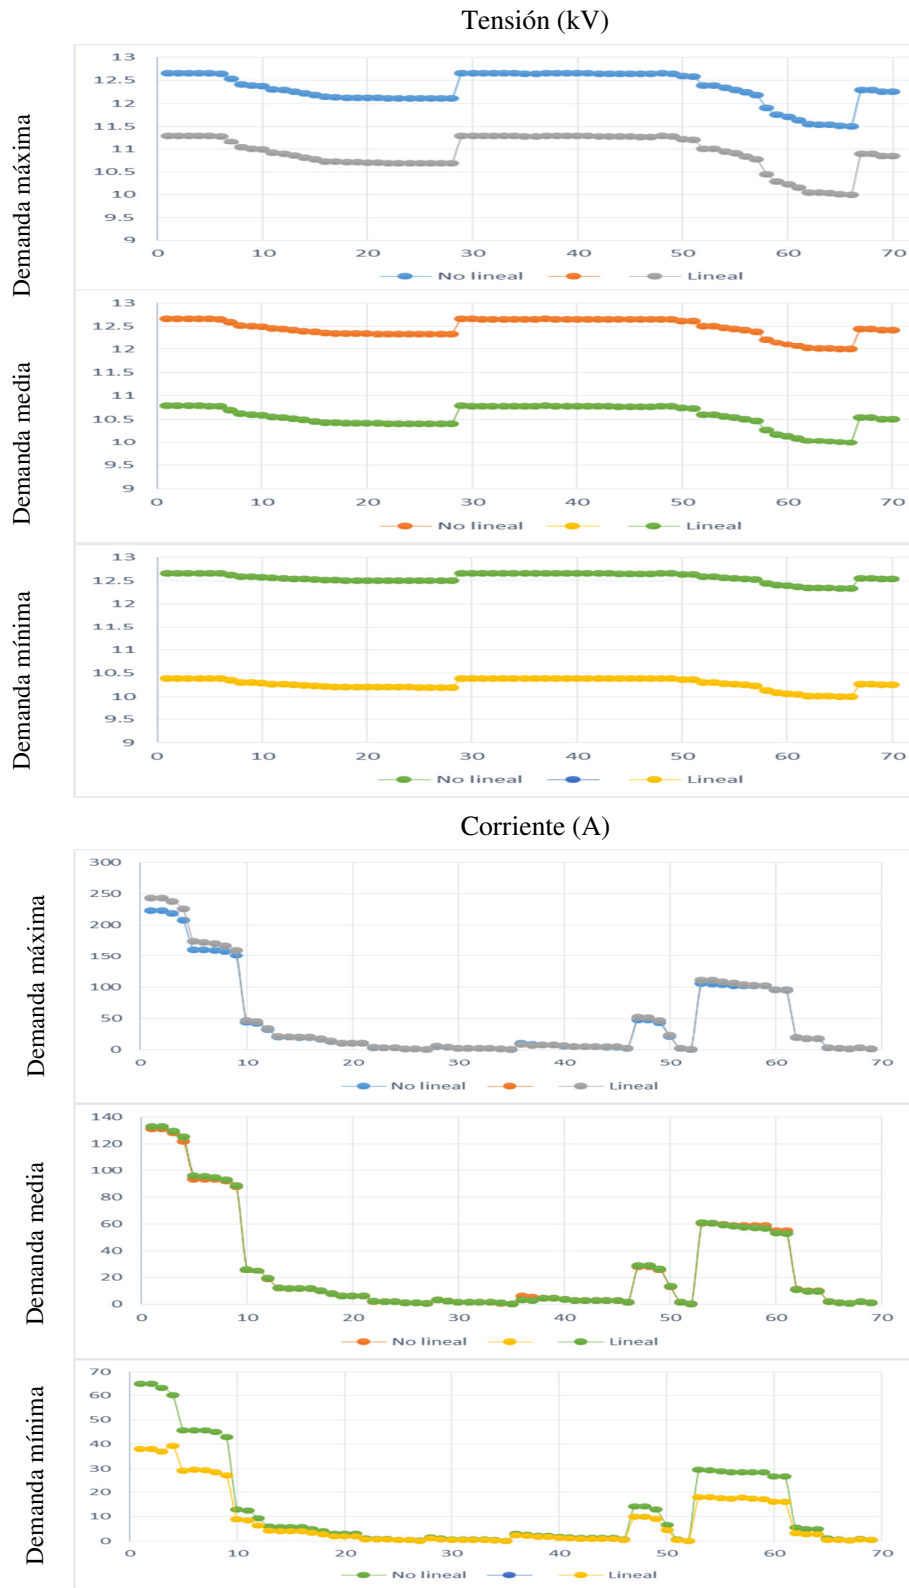 Tensión (kV)
Demanda máxima
13
12.5
12
11.5
11
10.5
10
9.5
9
0 10 20 30 40 50 60 70
No lineal Lineal
Demanda media
13
12.5
12
11.5
11
10.5
10
9.5
9
0 10 20 30 40 50 60 70
No lineal Lineal
Demanda mínima
13
12.5
12
11.5
11
10.5
10
9.5
9
0 10 20 30 40 50 60 70
No lineal Lineal
Corriente (A)
Demanda máxima
300
250
200
150
100
50
0
0 10 20 30 40 50 60 70
No lineal Lineal
Demanda media
140
120
100
80
60
40
20
0
0 10 20 30 40 50 60 70
No lineal Lineal
Demanda mínima
70
60
50
40
30
20
10
0
0 10 20 30 40 50 60 70
No lineal Lineal